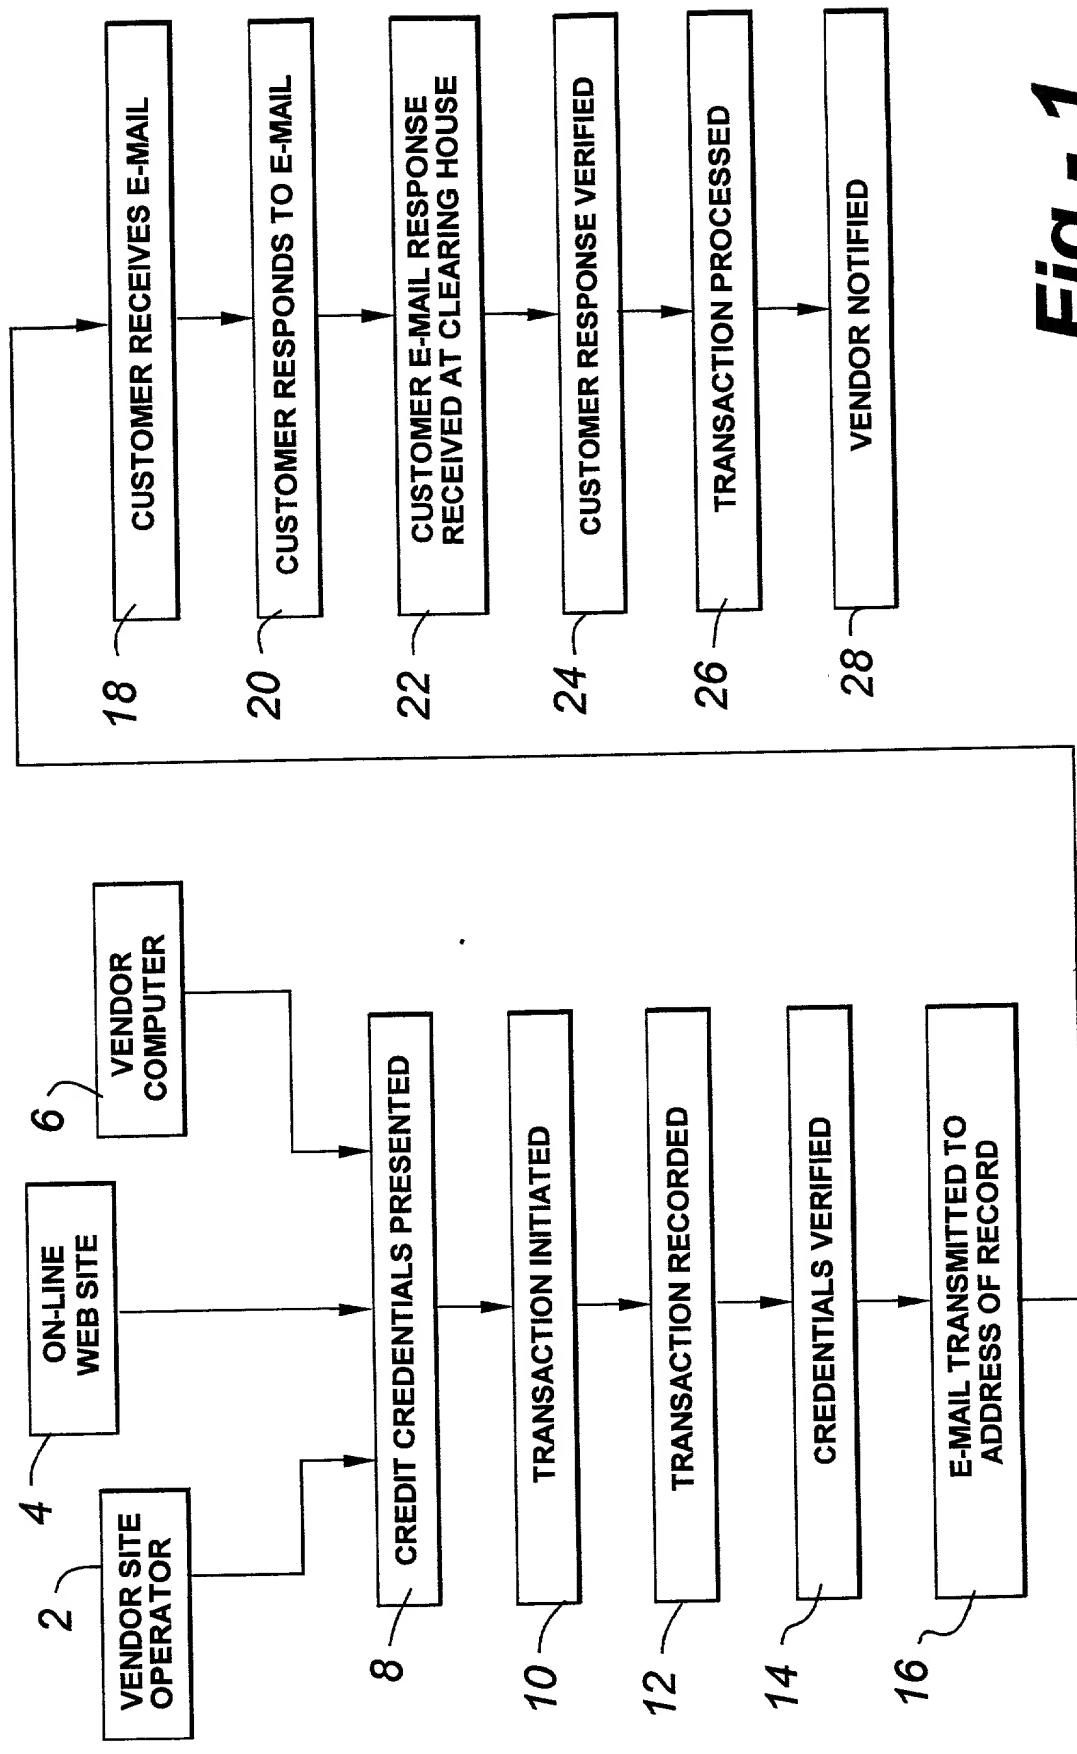 2
VENDOR SITE
OPERATOR
4
ON-LINE
WEB SITE
6
VENDOR
COMPUTER
8
CREDIT CREDENTIALS PRESENTED
10
TRANSACTION INITIATED
12
TRANSACTION RECORDED
14
CREDENTIALS VERIFIED
16
E-MAIL TRANSMITTED TO
ADDRESS OF RECORD
18
CUSTOMER RECEIVES E-MAIL
20
CUSTOMER RESPONDS TO E-MAIL
22
CUSTOMER E-MAIL RESPONSE
RECEIVED AT CLEARING HOUSE
24
CUSTOMER RESPONSE VERIFIED
26
TRANSACTION PROCESSED
28
VENDOR NOTIFIED
Fig - 1